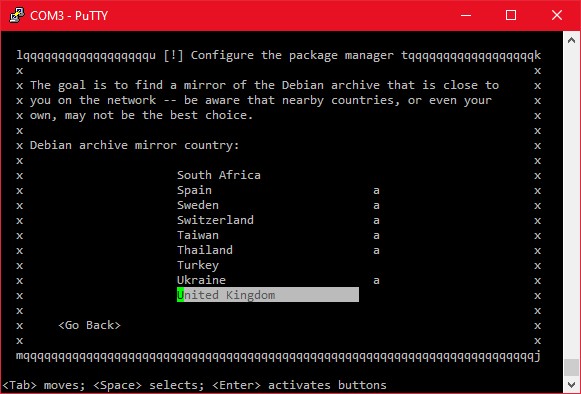 COM3 - PuTTY
lqqqqqqqqqqqqqqqqqqu [!] Configure the package manager tqqqqqqqqqqqqqqqqqqk
x x
x The goal is to find a mirror of the Debian archive that is close to x
x you on the network -- be aware that nearby countries, or even your x
x own, may not be the best choice. x
x x
x Debian archive mirror country: x
x x
x South Africa x
x Spain a x
x Sweden a x
x Switzerland a x
x Taiwan a x
x Thailand a x
x Turkey x
x Ukraine a x
x United Kingdom x
x x
x <Go Back> x
x x
mqqqqqqqqqqqqqqqqqqqqqqqqqqqqqqqqqqqqqqqqqqqqqqqqqqqqqqqqqqqqqqqqqqqqqqqqqj
<Tab> moves; <Space> selects; <Enter> activates buttons